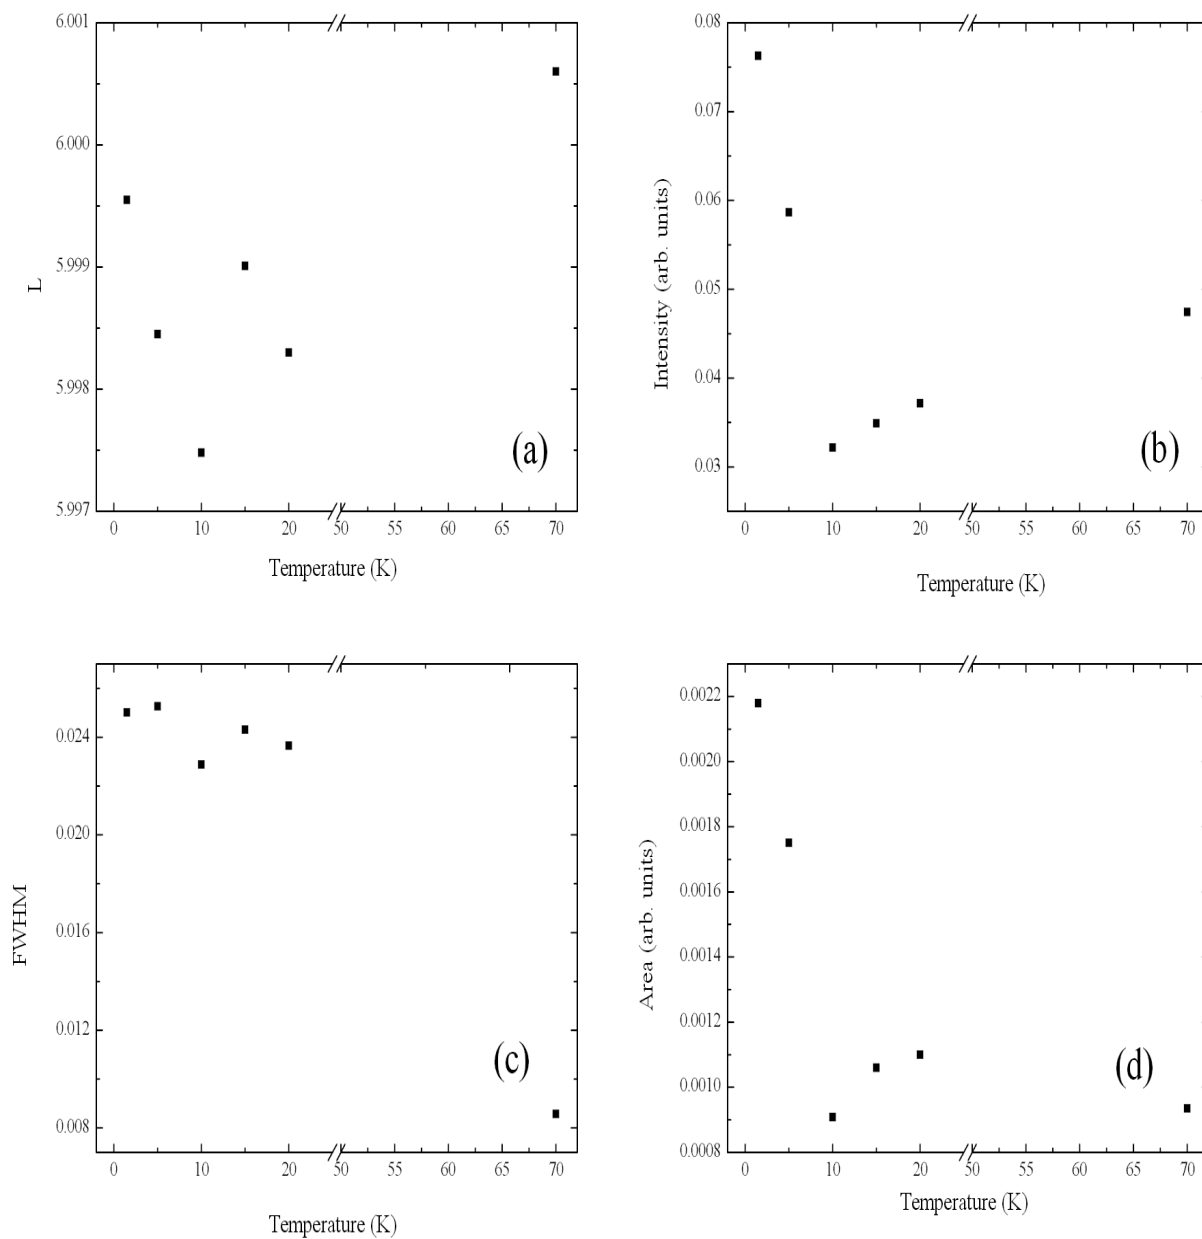 6.001
6.000
5.999
5.998
5.997
L
(a)
0 10 20 50 55 60 65 70
Temperature (K)
0.08
0.07
0.06
0.05
0.04
0.03
Intensity (arb. units)
(b)
0 10 20 50 55 60 65 70
Temperature (K)
0.024
0.020
0.016
0.012
0.008
FWHM
(c)
0 10 20 50 55 60 65 70
Temperature (K)
0.0022
0.0020
0.0018
0.0016
0.0014
0.0012
0.0010
0.0008
Area (arb. units)
(d)
0 10 20 50 55 60 65 70
Temperature (K)